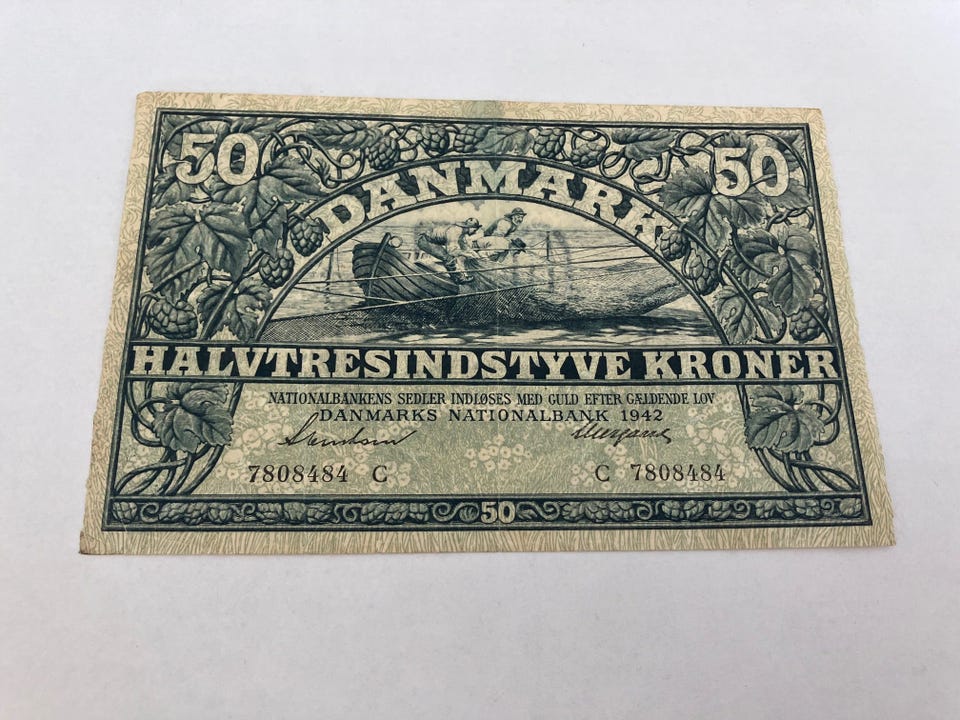 50 50
DANMARK
HALVTRESINDSTYVE KRONER
NATIONALBANKENS SEDLER INDLØSES MED GULD EFTER GÆLDENDE LOV
DANMARKS NATIONALBANK 1942
7808484 C C 7808484
50